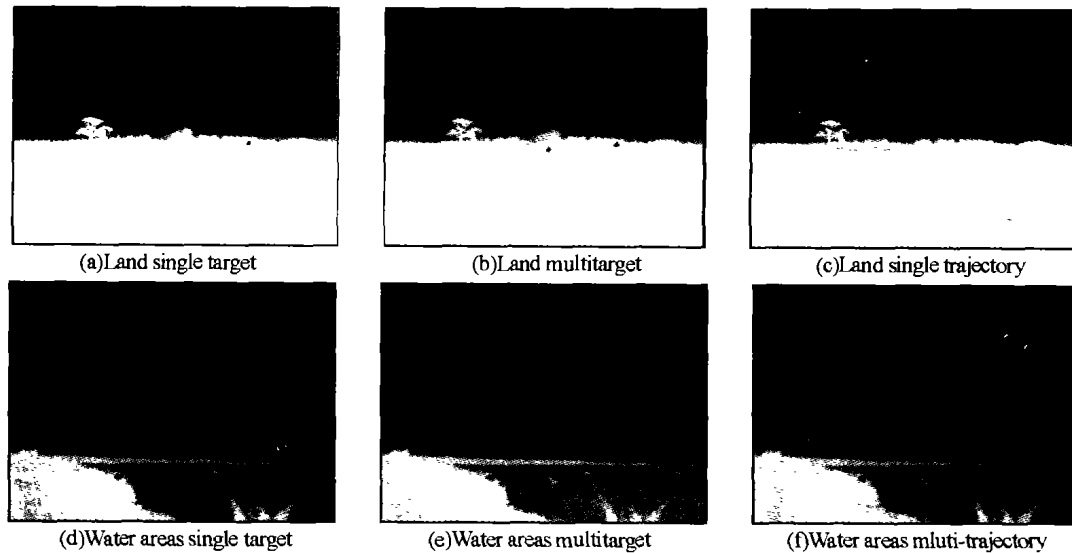 (a)Land single target
(b)Land multitarget
(c)Land single trajectory
(d)Water areas single target
(e)Water areas multitarget
(f)Water areas mluti-trajectory